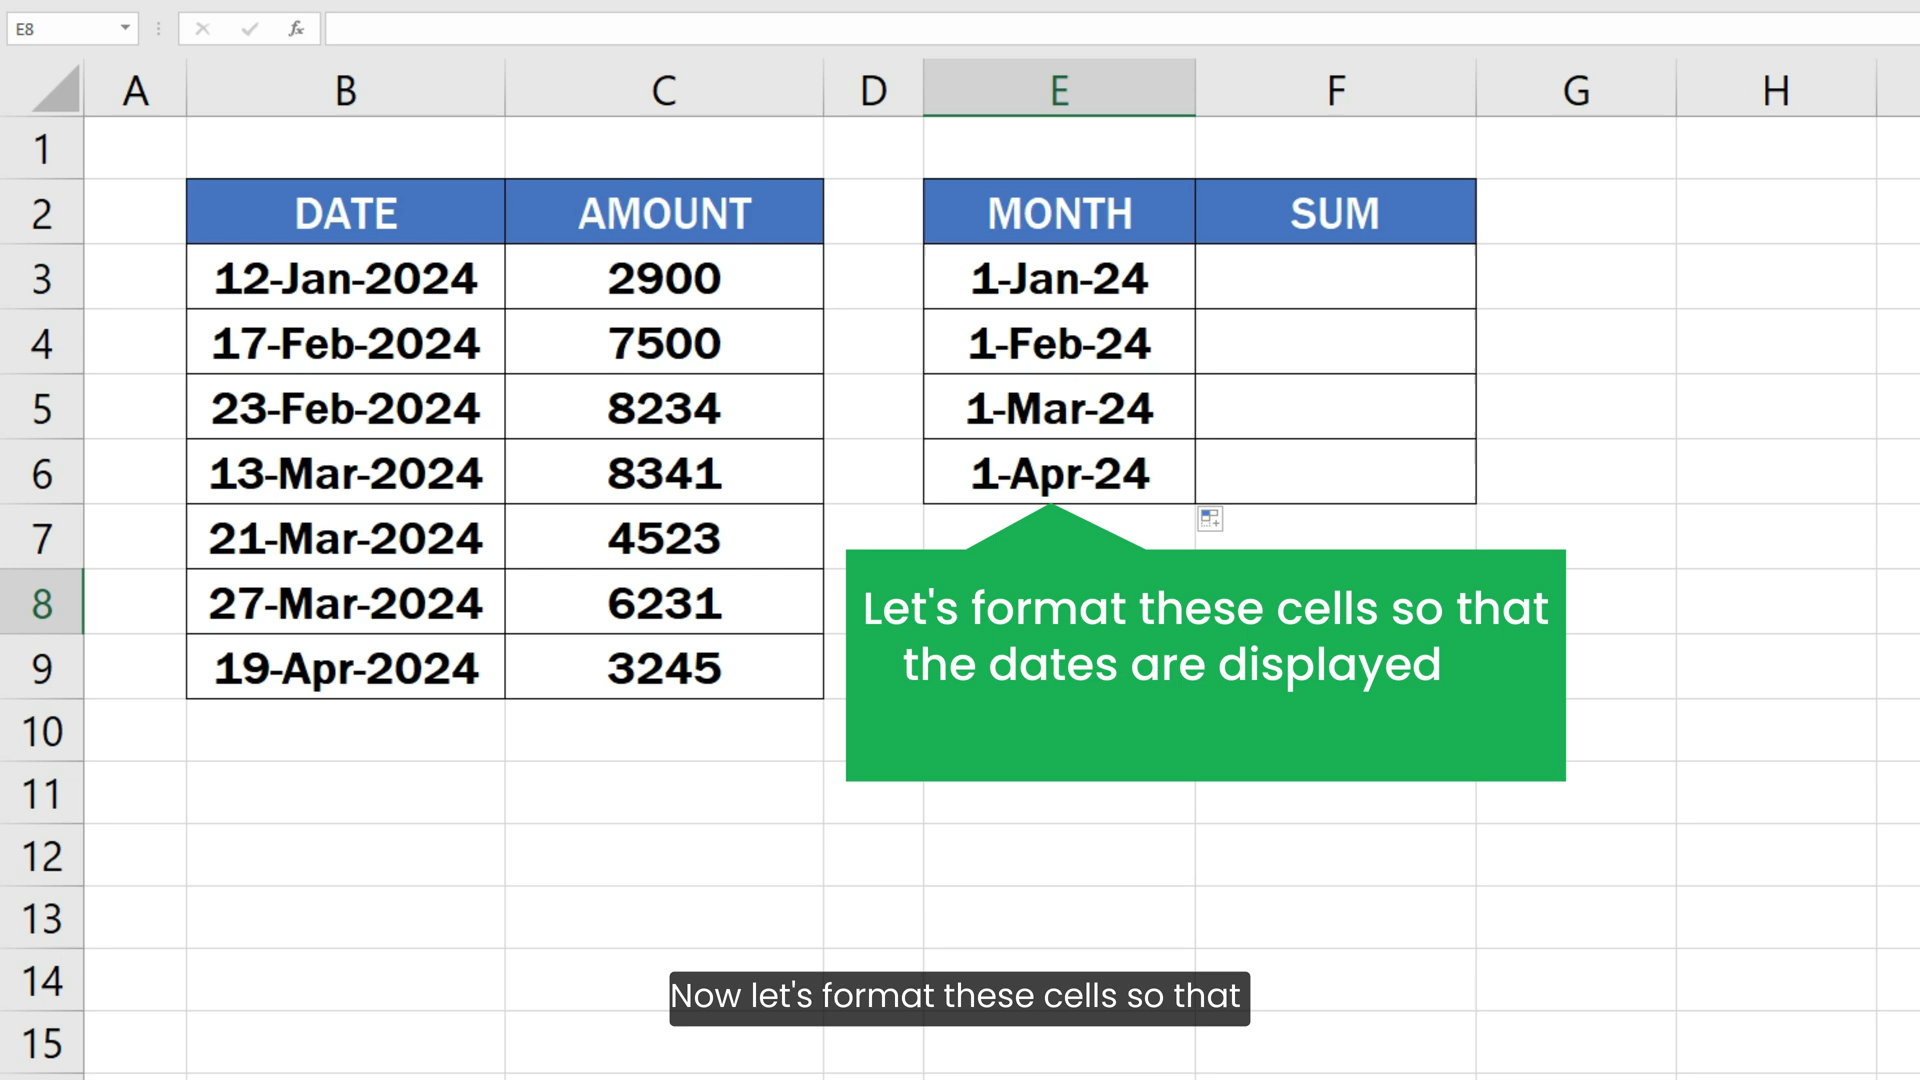 E8
fx
A B C D E F G H
1
2 DATE AMOUNT MONTH SUM
3 12-Jan-2024 2900 1-Jan-24
4 17-Feb-2024 7500 1-Feb-24
5 23-Feb-2024 8234 1-Mar-24
6 13-Mar-2024 8341 1-Apr-24
7 21-Mar-2024 4523
8 27-Mar-2024 6231
9 19-Apr-2024 3245
Let's format these cells so that
the dates are displayed
10
11
12
13
14
Now let's format these cells so that
15